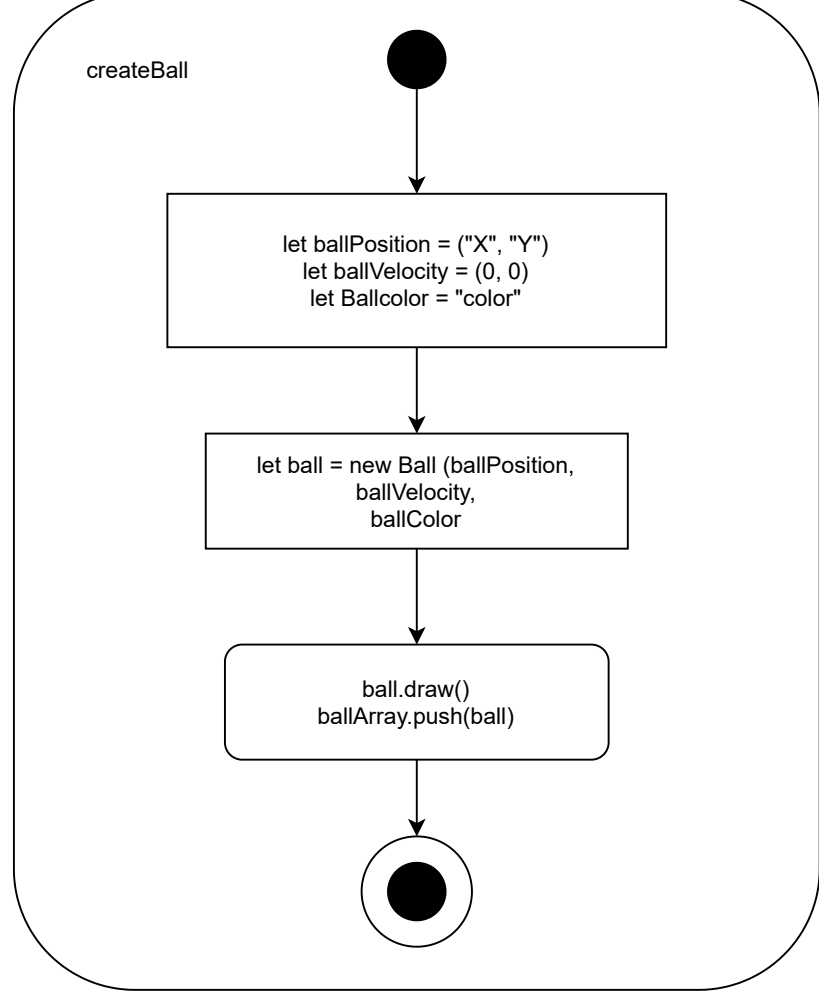 createBall
let ballPosition = ("X", "Y")
let ballVelocity = (0, 0)
let Ballcolor = "color"
let ball = new Ball (ballPosition,
ballVelocity,
ballColor
ball.draw()
ballArray.push(ball)